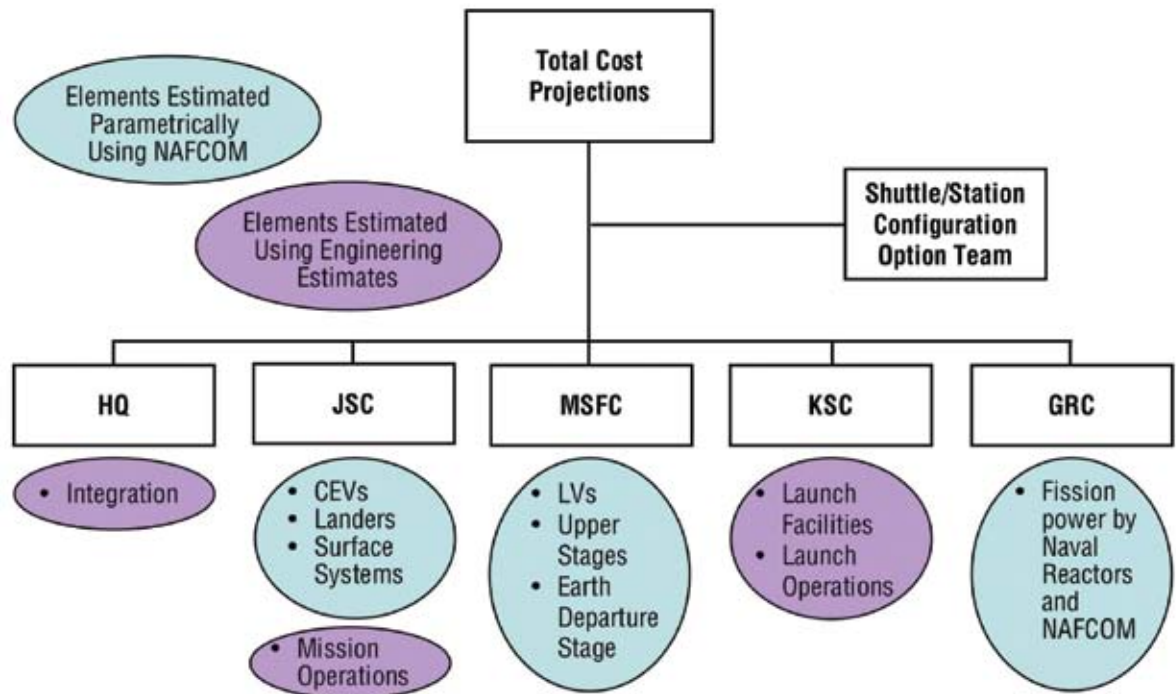 Total Cost
Projections
Elements Estimated
Parametrically
Using NAFCOM
Shuttle/Station
Configuration
Option Team
Elements Estimated
Using Engineering
Estimates
HQ
JSC
MSFC
KSC
GRC
• Integration
• CEVs
• Landers
• Surface
Systems
• Mission
Operations
• LVs
• Upper
Stages
• Earth
Departure
Stage
• Launch
Facilities
• Launch
Operations
• Fission
power by
Naval
Reactors
and
NAFCOM